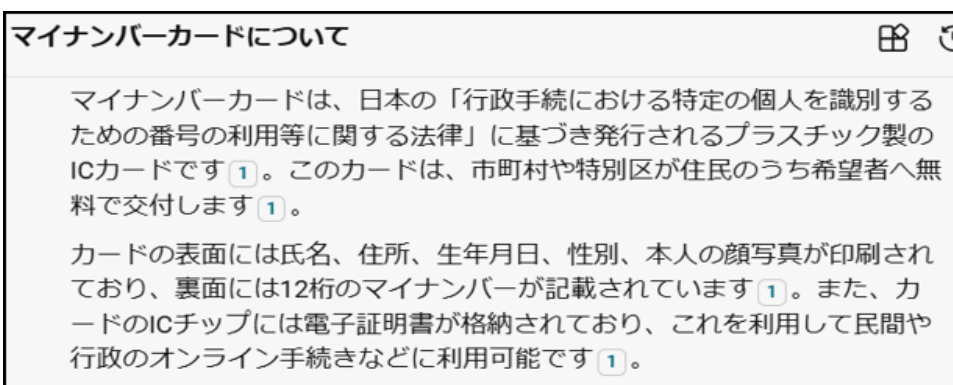 マイナンバーカードについて
マイナンバーカードは、日本の「行政手続における特定の個人を識別する
ための番号の利用等に関する法律」に基づき発行されるプラスチック製の
ICカードです 1 。このカードは、市町村や特別区が住民のうち希望者へ無
料で交付します 1 。
カードの表面には氏名、住所、生年月日、性別、本人の顔写真が印刷され
ており、裏面には12桁のマイナンバーが記載されています 1 。また、カ
ードのICチップには電子証明書が格納されており、これを利用して民間や
行政のオンライン手続きなどに利用可能です 1 。